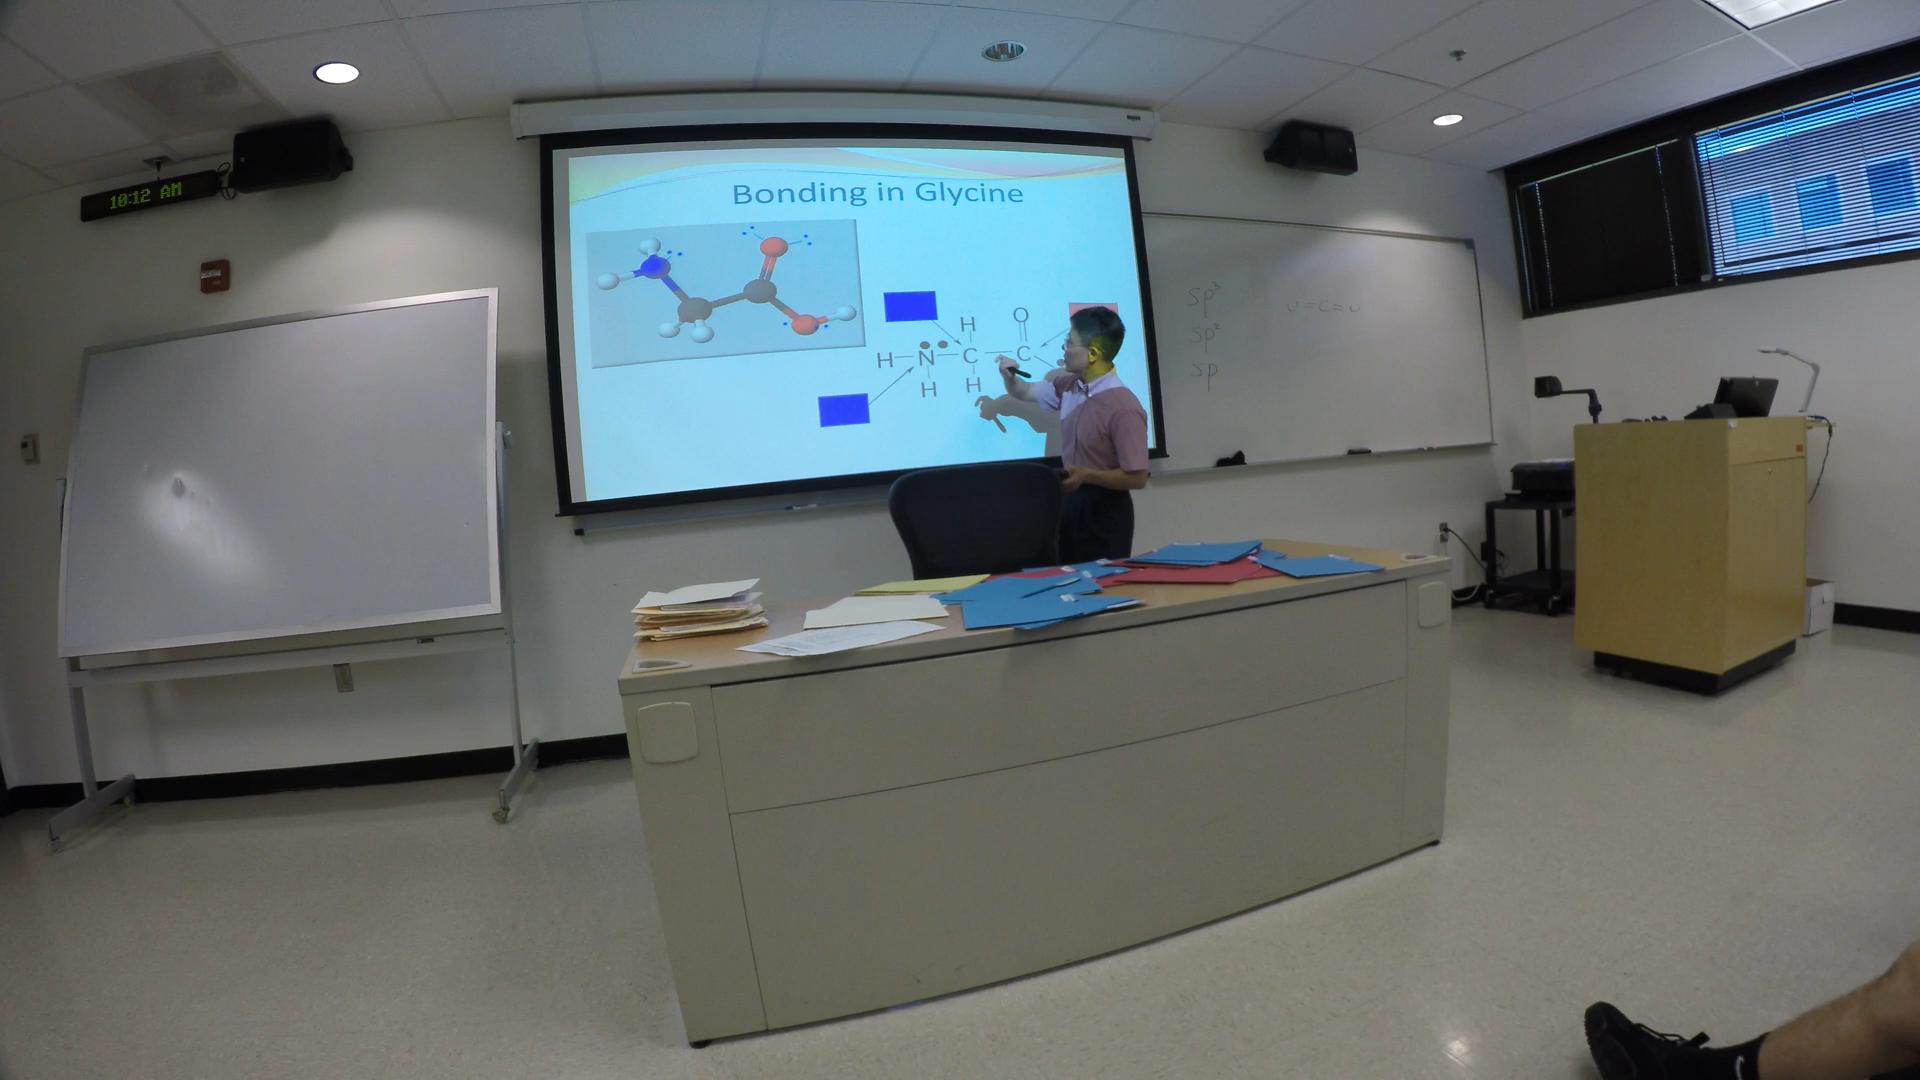 10:12 AM
Bonding in Glycine
H O
H N C C
H H
sp³
sp²
sp